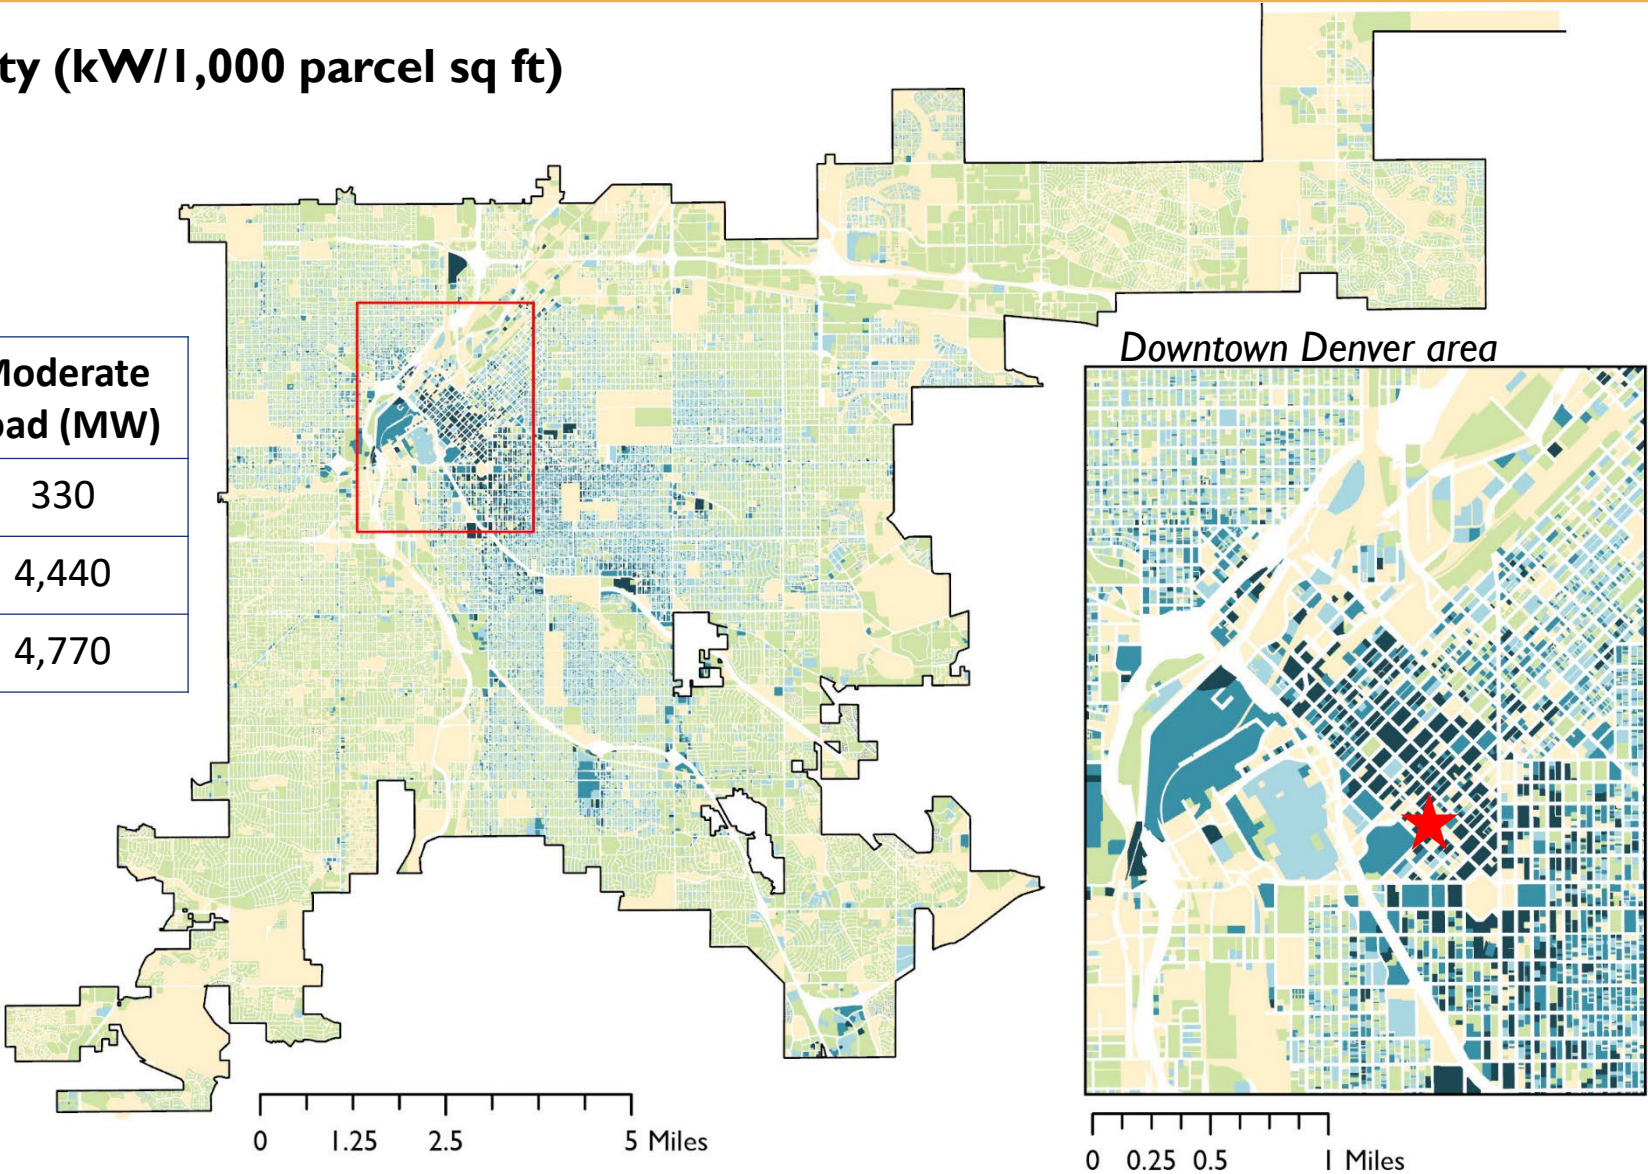 ty (kW/1,000 parcel sq ft)
Moderate
oad (MW)
330
4,440
4,770
Downtown Denver area
0 1.25 2.5 5 Miles
0 0.25 0.5 1 Miles